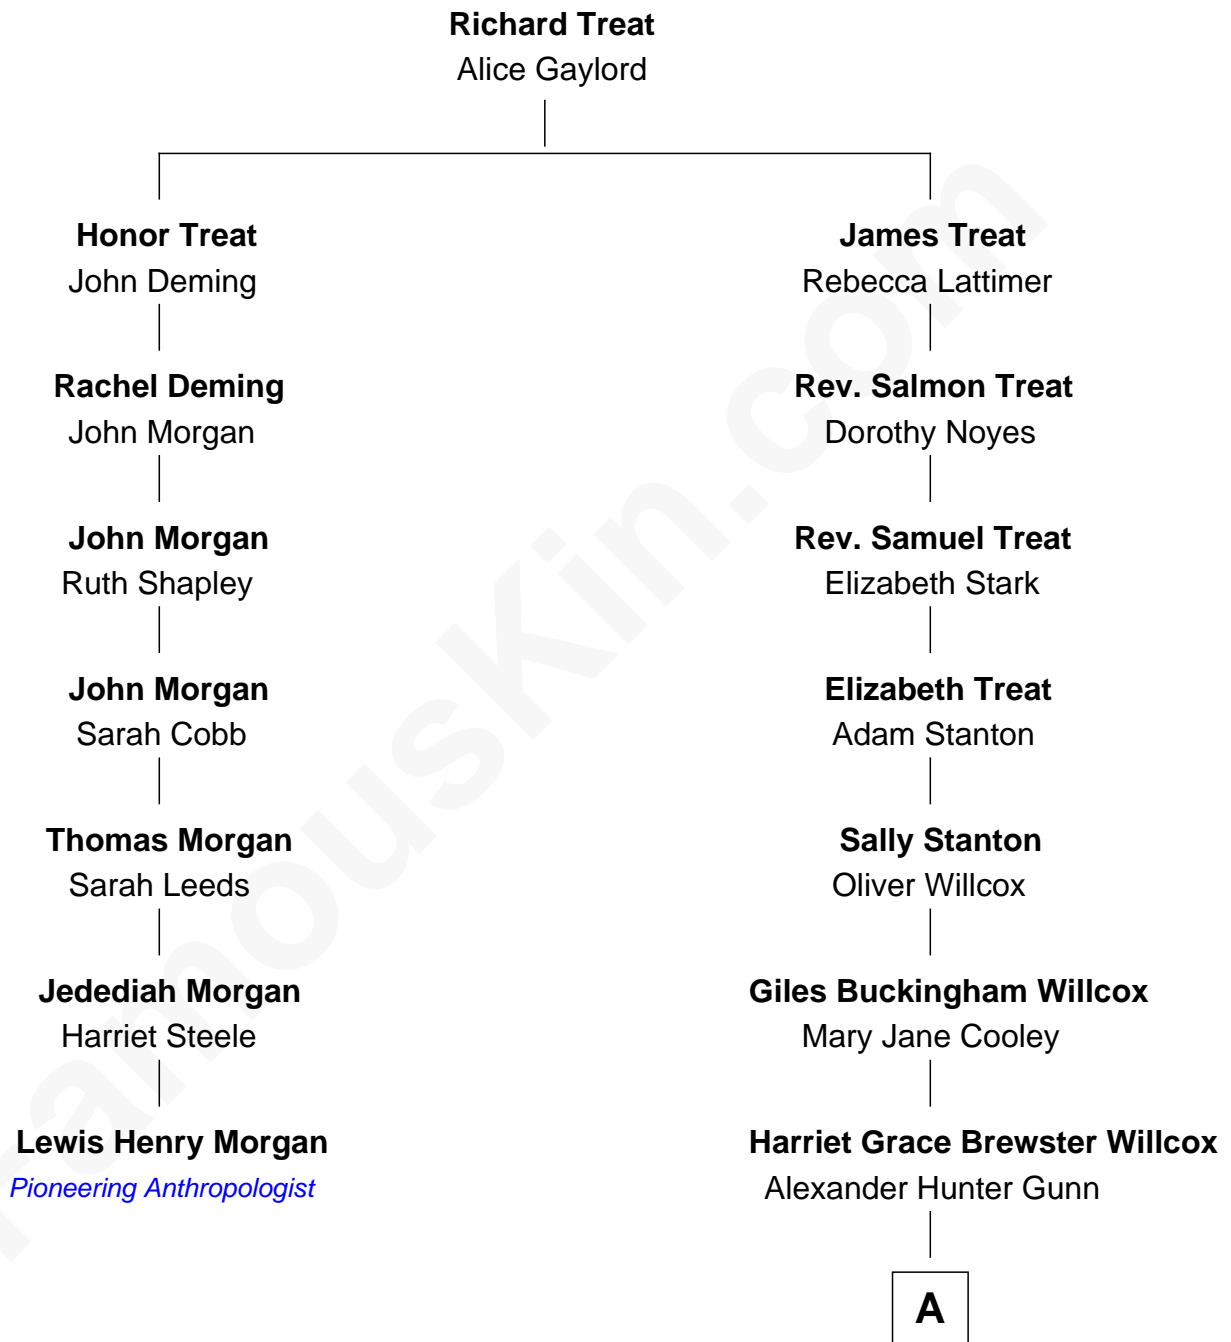 Richard Treat
Alice Gaylord
Honor Treat
John Deming
James Treat
Rebecca Lattimer
Rachel Deming
John Morgan
Rev. Salmon Treat
Dorothy Noyes
John Morgan
Ruth Shapley
Rev. Samuel Treat
Elizabeth Stark
John Morgan
Sarah Cobb
Elizabeth Treat
Adam Stanton
Thomas Morgan
Sarah Leeds
Sally Stanton
Oliver Willcox
Jedediah Morgan
Harriet Steele
Giles Buckingham Willcox
Mary Jane Cooley
Lewis Henry Morgan
Pioneering Anthropologist
Harriet Grace Brewster Willcox
Alexander Hunter Gunn
A
FamousKin.com